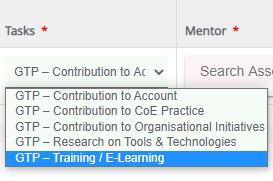 Tasks * Mentor *
GTP – Contribution to Ac Search Ass
GTP – Contribution to Account
GTP – Contribution to CoE Practice
GTP – Contribution to Organisational Initiatives
GTP – Research on Tools & Technologies
GTP – Training / E-Learning